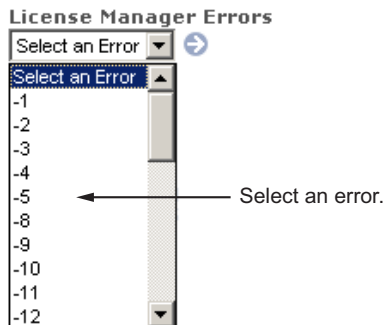 License Manager Errors
Select an Error
Select an Error
-1
-2
-3
-4
-5
Select an error.
-8
-9
-10
-11
-12